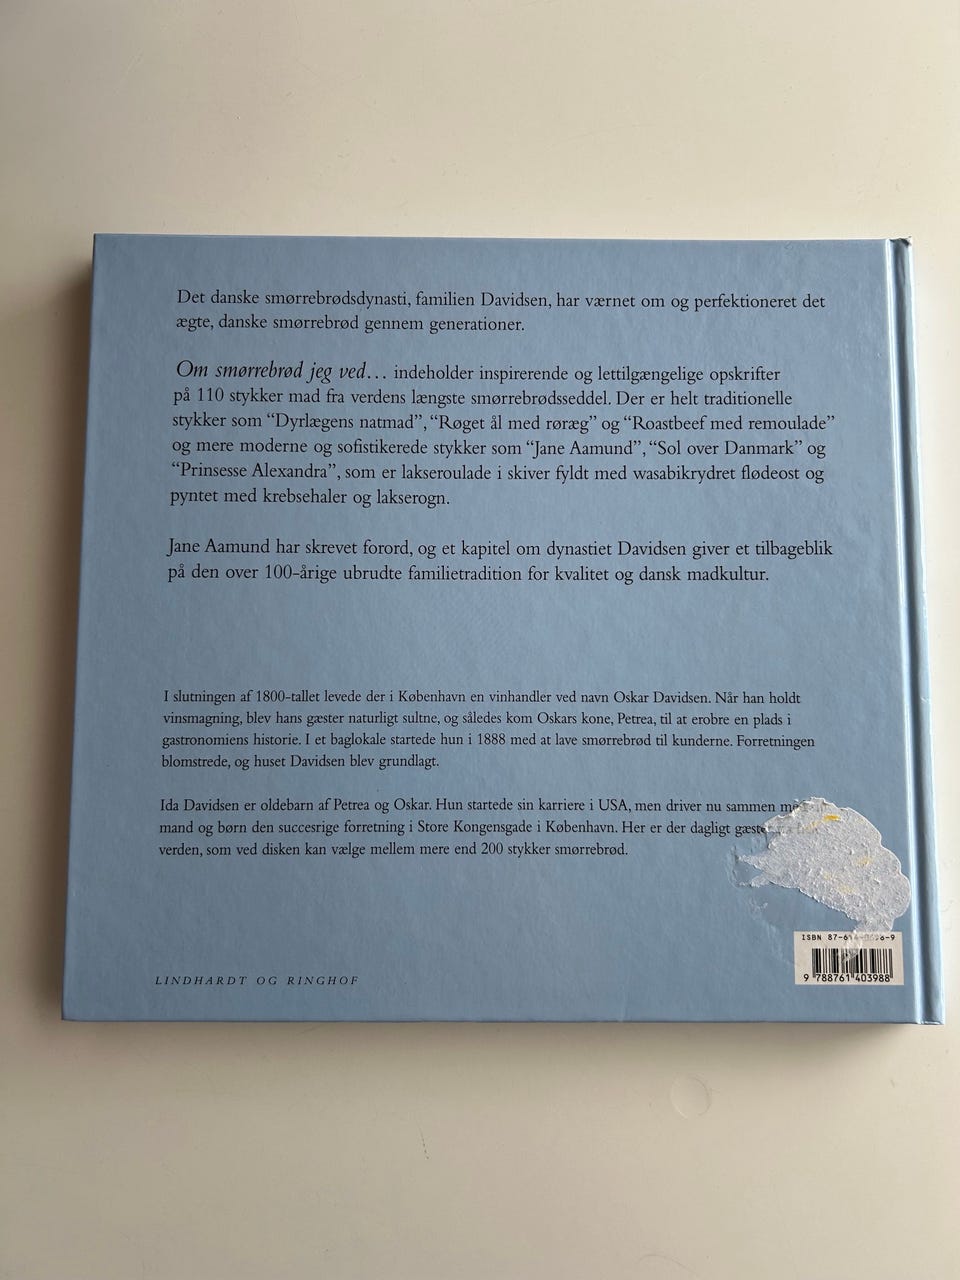 Det danske smørrebrødsdynasti, familien Davidsen, har værnet om og perfektioneret det
ægte, danske smørrebrød gennem generationer.
Om smørrebrød jeg ved... indeholder inspirerende og lettilgængelige opskrifter
på 110 stykker mad fra verdens længste smørrebrødsseddel. Der er helt traditionelle
stykker som “Dyrlægens natmad”, “Røget ål med røræg” og “Roastbeef med remoulade”
og mere moderne og sofistikerede stykker som “Jane Aamund”, “Sol over Danmark” og
“Prinsesse Alexandra”, som er lakseroulade i skiver fyldt med wasabikrydret flødeost og
pyntet med krebsehaler og lakserogn.
Jane Aamund har skrevet forord, og et kapitel om dynastiet Davidsen giver et tilbageblik
på den over 100-årige ubrudte familietradition for kvalitet og dansk madkultur.
I slutningen af 1800-tallet levede der i København en vinhandler ved navn Oskar Davidsen. Når han holdt
vinsmagning, blev hans gæster naturligt sultne, og således kom Oskars kone, Petrea, til at erobre en plads i
gastronomiens historie. I et baglokale startede hun i 1888 med at lave smørrebrød til kunderne. Forretningen
blomstrede, og huset Davidsen blev grundlagt.
Ida Davidsen er oldebarn af Petrea og Oskar. Hun startede sin karriere i USA, men driver nu sammen
mand og børn den succesrige forretning i Store Kongensgade i København. Her er der dagligt
verden, som ved disken kan vælge mellem mere end 200 stykker smørrebrød.
ISBN
9 788761 403988
LINDHARDT OG RINGHOF